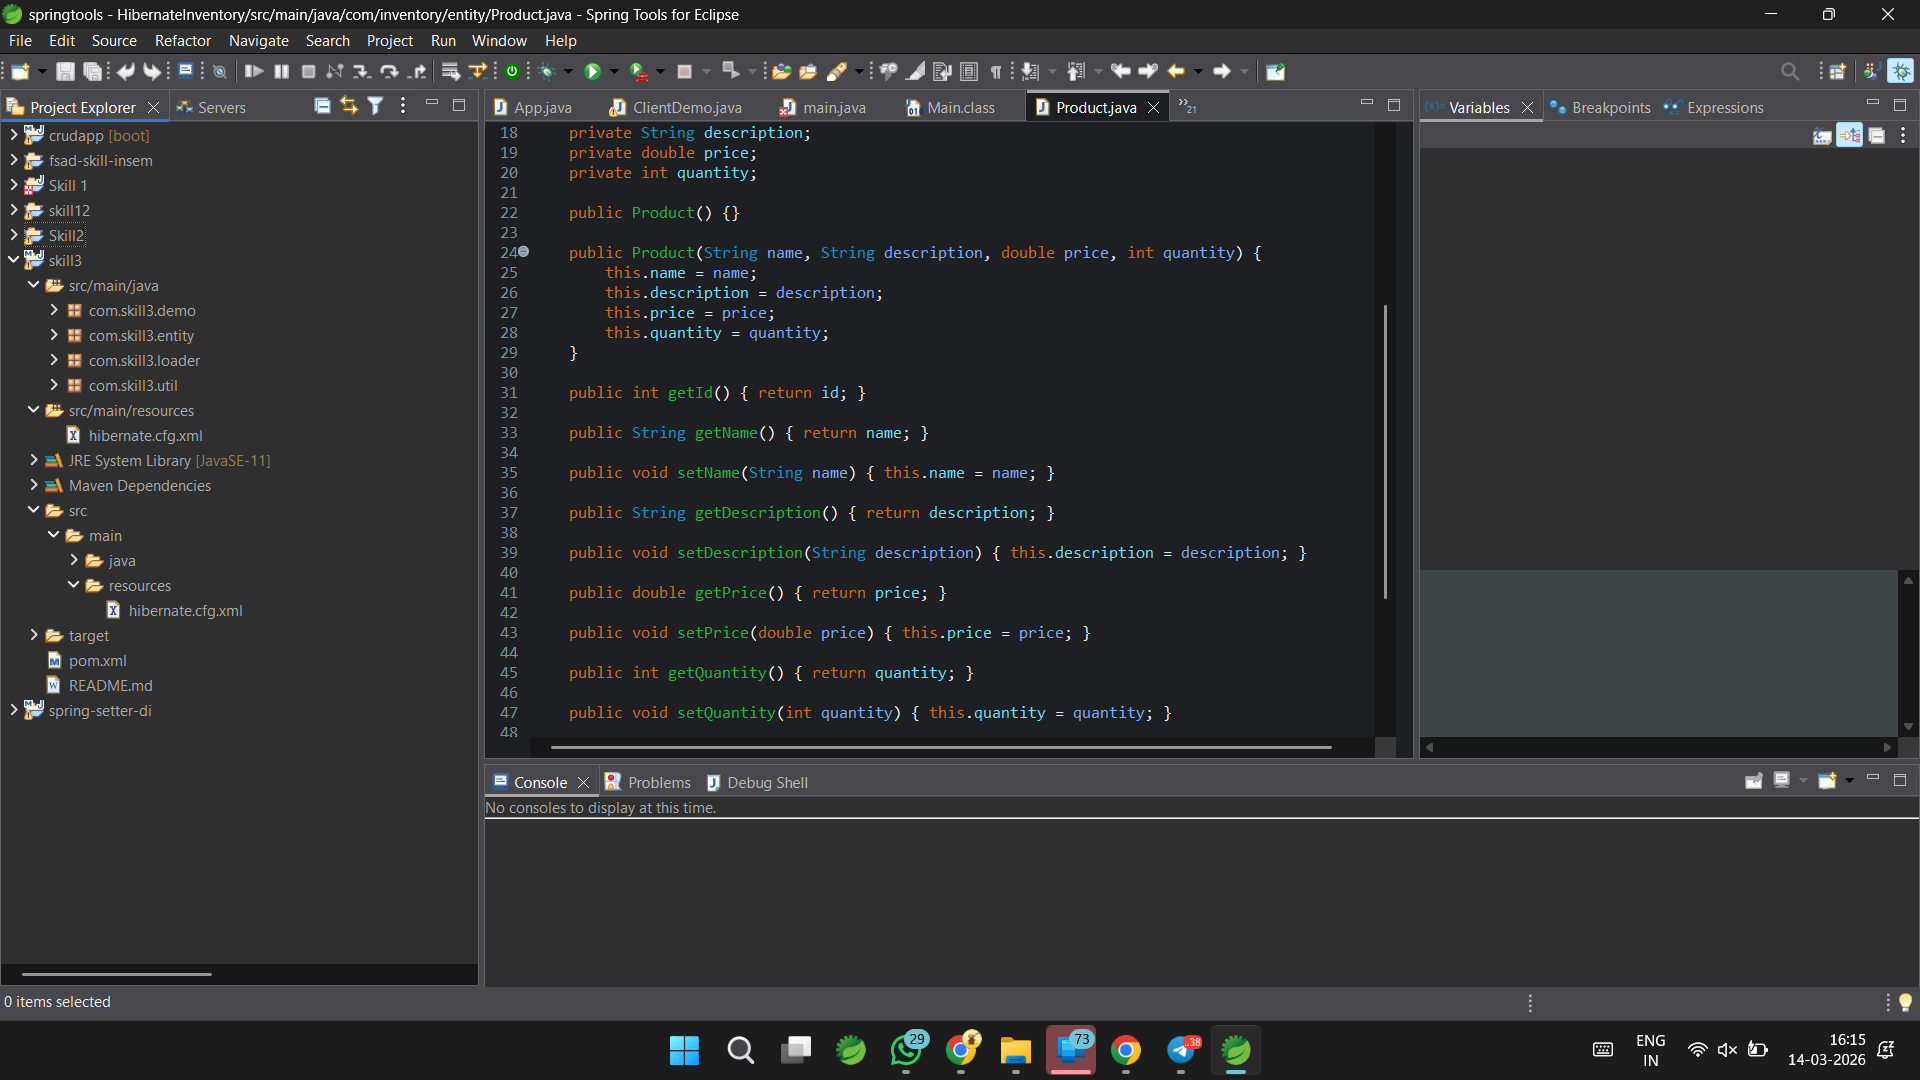 springtools - HibernateInventory/src/main/java/com/inventory/entity/Product.java - Spring Tools for Eclipse
File Edit Source Refactor Navigate Search Project Run Window Help
Project Explorer Servers
crudapp [boot]
fsad-skill-insem
Skill 1
skill12
Skill2
skill3
src/main/java
com.skill3.demo
com.skill3.entity
com.skill3.loader
com.skill3.util
src/main/resources
hibernate.cfg.xml
JRE System Library [JavaSE-11]
Maven Dependencies
src
main
java
resources
hibernate.cfg.xml
target
pom.xml
README.md
spring-setter-di
App.java ClientDemo.java main.java Main.class Product.java 21
18 private String description;
19 private double price;
20 private int quantity;
21
22 public Product() {}
23
24 public Product(String name, String description, double price, int quantity) {
25 this.name = name;
26 this.description = description;
27 this.price = price;
28 this.quantity = quantity;
29 }
30
31 public int getId() { return id; }
32
33 public String getName() { return name; }
34
35 public void setName(String name) { this.name = name; }
36
37 public String getDescription() { return description; }
38
39 public void setDescription(String description) { this.description = description; }
40
41 public double getPrice() { return price; }
42
43 public void setPrice(double price) { this.price = price; }
44
45 public int getQuantity() { return quantity; }
46
47 public void setQuantity(int quantity) { this.quantity = quantity; }
48
Variables Breakpoints Expressions
Console Problems Debug Shell
No consoles to display at this time.
0 items selected
29
73
38
ENG
IN
16:15
14-03-2026